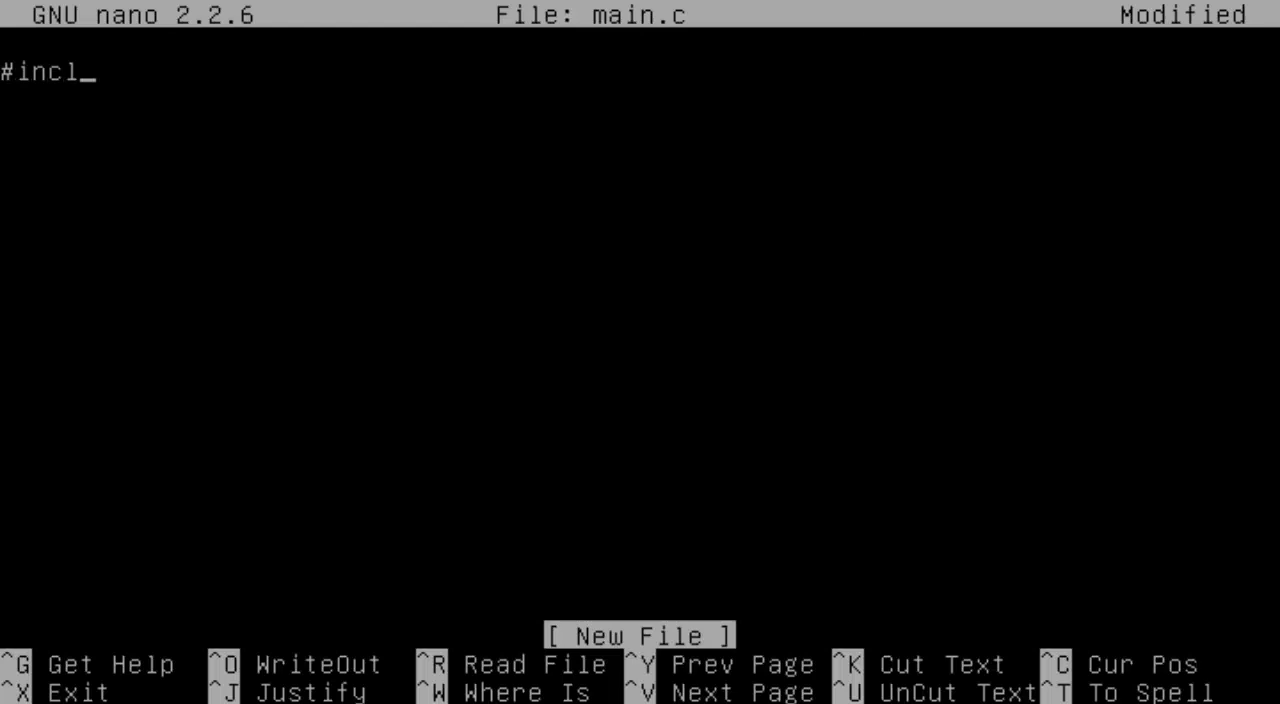 GNU nano 2.2.6 File: main.c Modified
#incl_
[ New File ]
^G Get Help ^O WriteOut ^R Read File ^Y Prev Page ^K Cut Text ^C Cur Pos
^X Exit ^J Justify ^W Where Is ^V Next Page ^U UnCut Text ^T To Spell